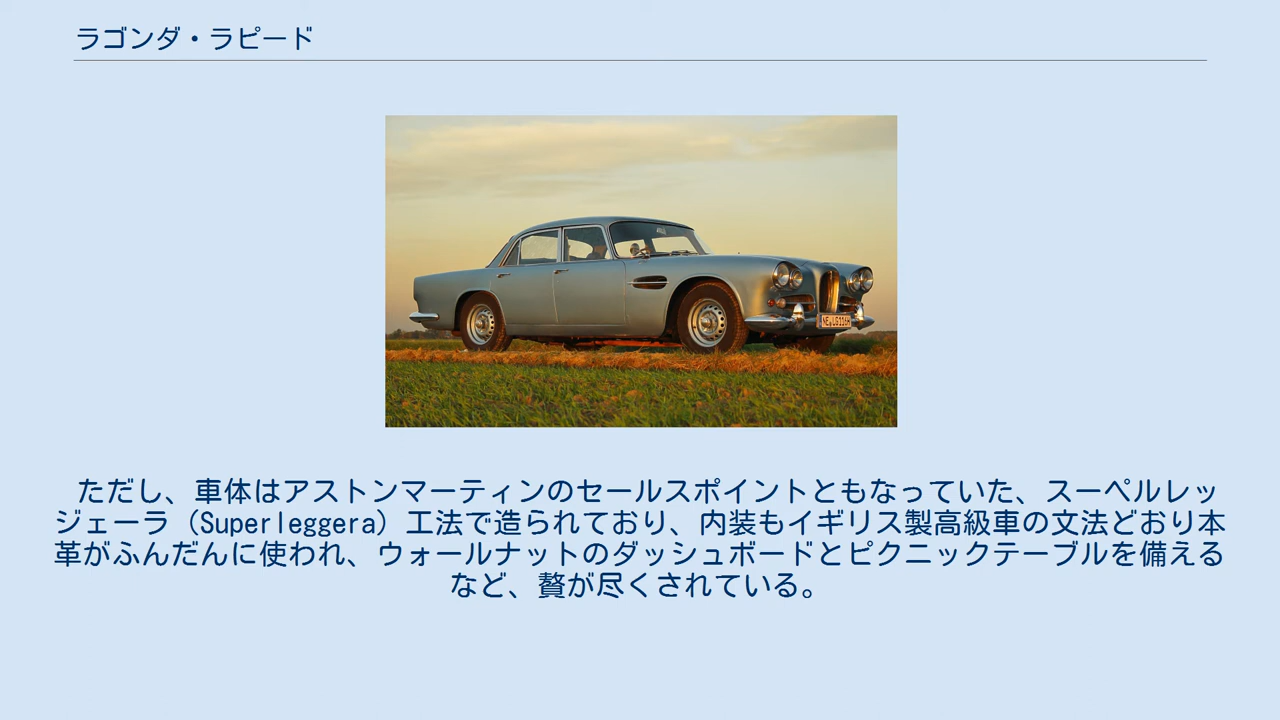 ラゴンダ・ラピード
ただし、車体はアストンマーティンのセールスポイントともなっていた、スーペルレッ
ジェーラ（Superleggera）工法で造られており、内装もイギリス製高級車の文法どおり本
革がふんだんに使われ、ウォールナットのダッシュボードとピクニックテーブルを備える
など、贅が尽くされている。